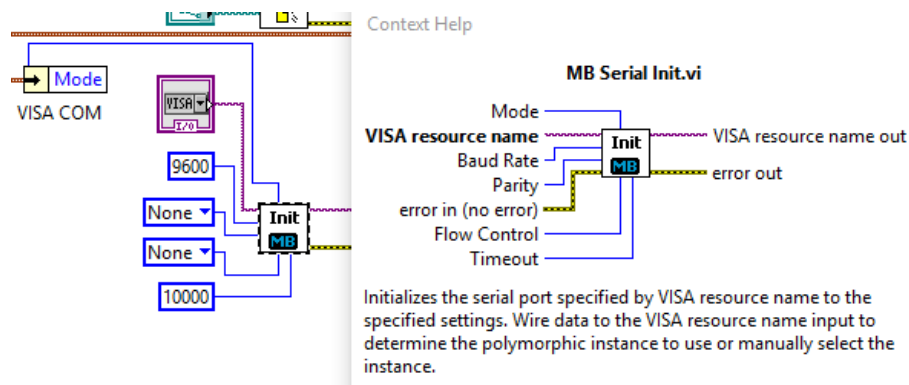 Mode
VISA COM
VISA
I/O
9600
None
None
10000
Init
MB
Context Help
MB Serial Init.vi
Mode
VISA resource name
Baud Rate
Parity
error in (no error)
Flow Control
Timeout
Init
MB
VISA resource name out
error out
Initializes the serial port specified by VISA resource name to the
specified settings. Wire data to the VISA resource name input to
determine the polymorphic instance to use or manually select the
instance.